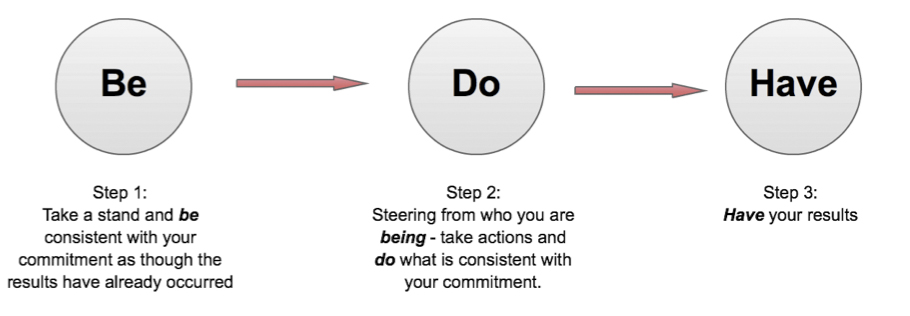 Be
Do
Have
Step 1:
Take a stand and be
consistent with your
commitment as though the
results have already occurred
Step 2:
Steering from who you are
being - take actions and
do what is consistent with
your commitment.
Step 3:
Have your results